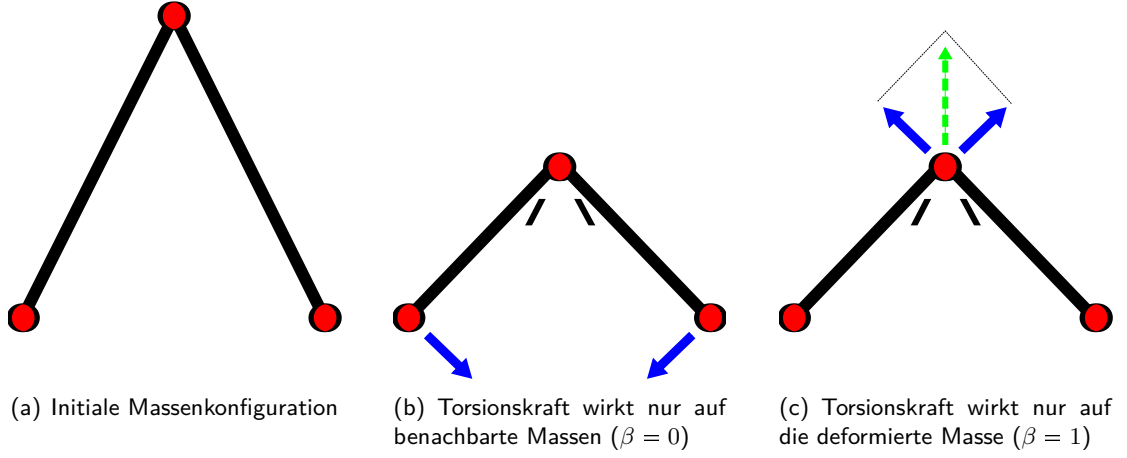 (a) Initiale Massenkonfiguration
(b) Torsionskraft wirkt nur auf
benachbarte Massen (β = 0)
(c) Torsionskraft wirkt nur auf
die deformierte Masse (β = 1)